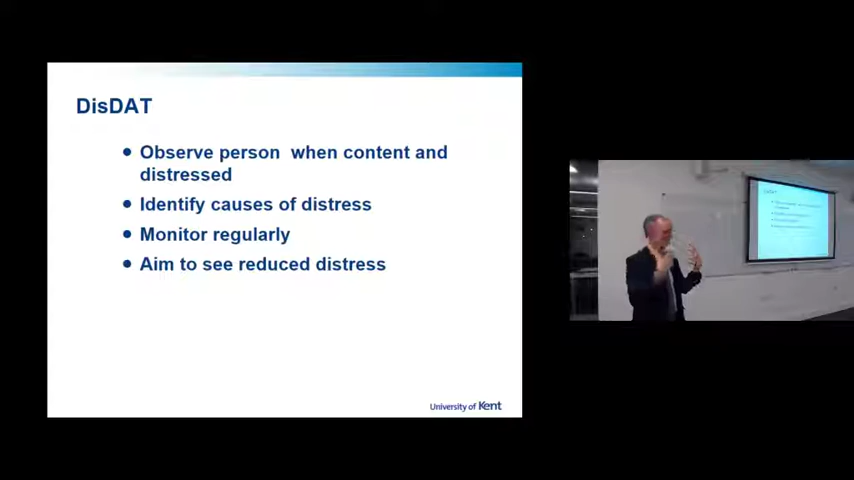 DisDAT
• Observe person when content and
distressed
• Identify causes of distress
• Monitor regularly
• Aim to see reduced distress
University of Kent